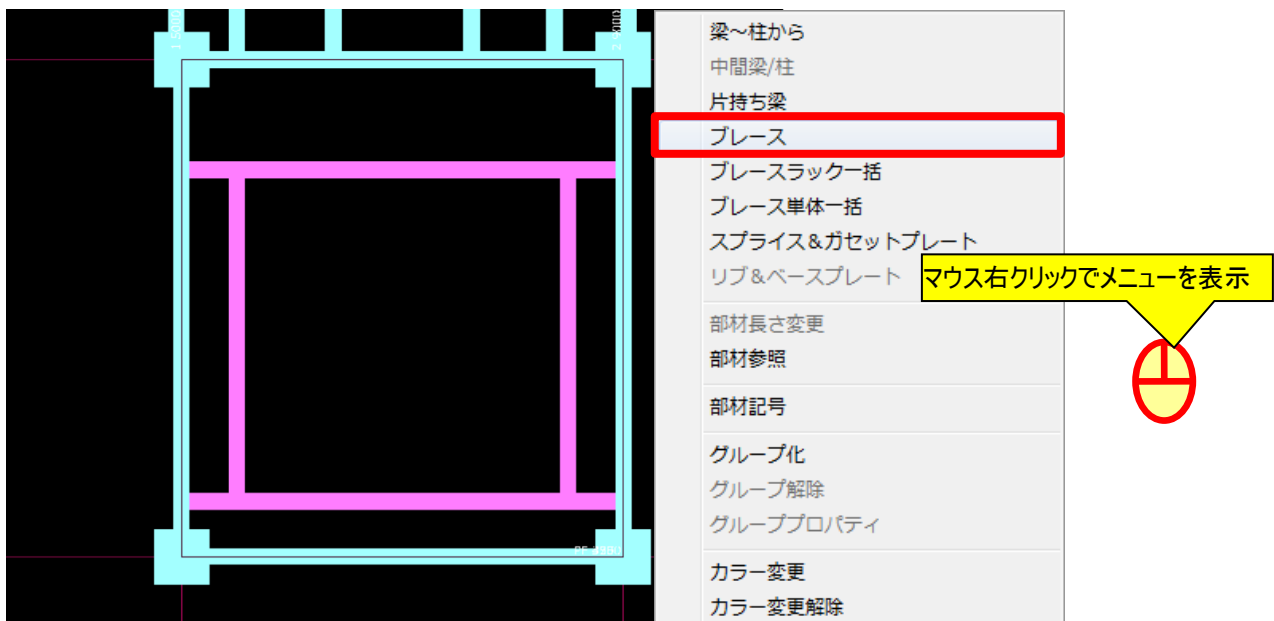 梁～柱から
中間梁/柱
片持ち梁
ブレース
ブレースラック一括
ブレース単体一括
スプライス＆ガセットプレート
リブ＆ベースプレート
マウス右クリックでメニューを表示
部材長さ変更
部材参照
部材記号
グループ化
グループ解除
グループプロパティ
カラー変更
カラー変更解除